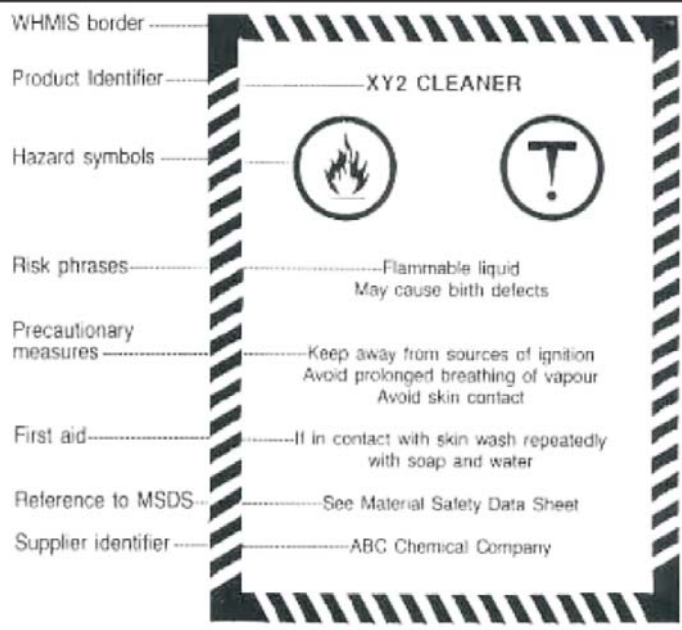 WHMIS border
Product Identifier
XY2 CLEANER
Hazard symbols
Risk phrases
Flammable liquid
May cause birth defects
Precautionary
measures
Keep away from sources of ignition
Avoid prolonged breathing of vapour
Avoid skin contact
First aid
If in contact with skin wash repeatedly
with soap and water
Reference to MSDS
See Material Safety Data Sheet
Supplier identifier
ABC Chemical Company